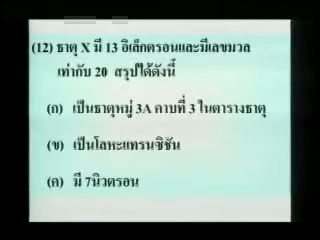 (12) ธาตุ X มี 13 อิเล็กตรอนและมีเลขมวล
เท่ากับ 20 สรุปได้ดังนี้
(ก) เป็นธาตุหมู่ 3A คาบที่ 3 ในตารางธาตุ
(ข) เป็นโลหะแทรนซิชัน
(ค) มี 7นิวตรอน